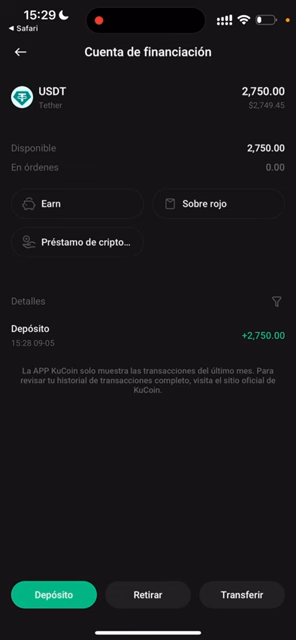 15:29
Safari
Cuenta de financiación
USDT
2,750.00
Tether
$2,749.45
Disponible
2,750.00
En órdenes
0.00
Earn
Sobre rojo
Préstamo de cripto...
Detalles
Depósito
+2,750.00
15:28 09-05
La APP KuCoin solo muestra las transacciones del último mes. Para
revisar tu historial de transacciones completo, visita el sitio oficial de
KuCoin.
Depósito
Retirar
Transferir